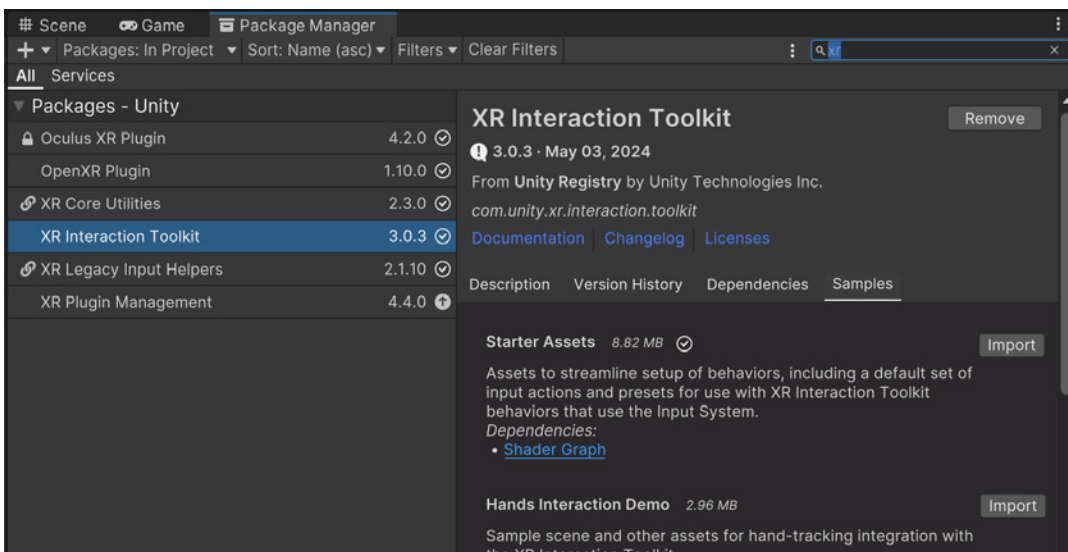 Scene Game Package Manager
Packages: In Project Sort: Name (asc) Filters Clear Filters xr
All Services
Packages - Unity
Oculus XR Plugin 4.2.0
OpenXR Plugin 1.10.0
XR Core Utilities 2.3.0
XR Interaction Toolkit 3.0.3
XR Legacy Input Helpers 2.1.10
XR Plugin Management 4.4.0
XR Interaction Toolkit Remove
3.0.3 · May 03, 2024
From Unity Registry by Unity Technologies Inc.
com.unity.xr.interaction.toolkit
Documentation Changelog Licenses
Description Version History Dependencies Samples
Starter Assets 8.82 MB Import
Assets to streamline setup of behaviors, including a default set of
input actions and presets for use with XR Interaction Toolkit
behaviors that use the Input System.
Dependencies:
• Shader Graph
Hands Interaction Demo 2.96 MB Import
Sample scene and other assets for hand-tracking integration with
the XR Interaction Toolkit